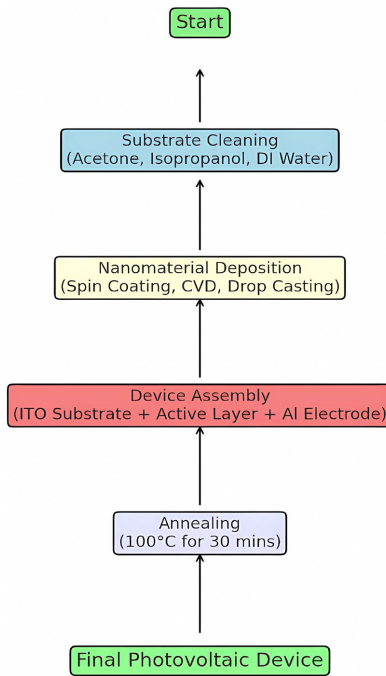 Start
Substrate Cleaning
(Acetone, Isopropanol, DI Water)
Nanomaterial Deposition
(Spin Coating, CVD, Drop Casting)
Device Assembly
(ITO Substrate + Active Layer + Al Electrode)
Annealing
(100°C for 30 mins)
Final Photovoltaic Device